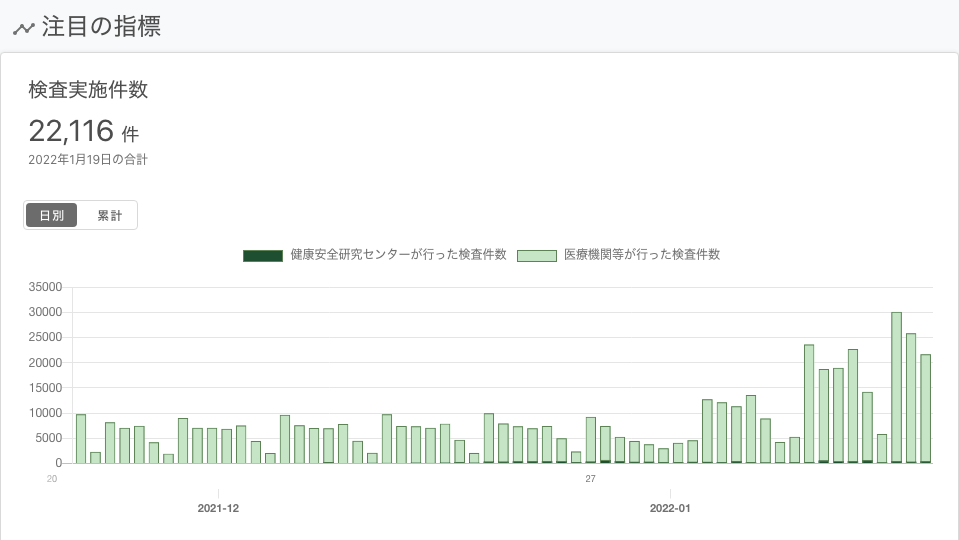 注目の指標
検査実施件数
22,116 件
2022年1月19日の合計
日別 累計
健康安全研究センターが行った検査件数 医療機関等が行った検査件数
35000
30000
25000
20000
15000
10000
5000
0
20 27
2021-12 2022-01